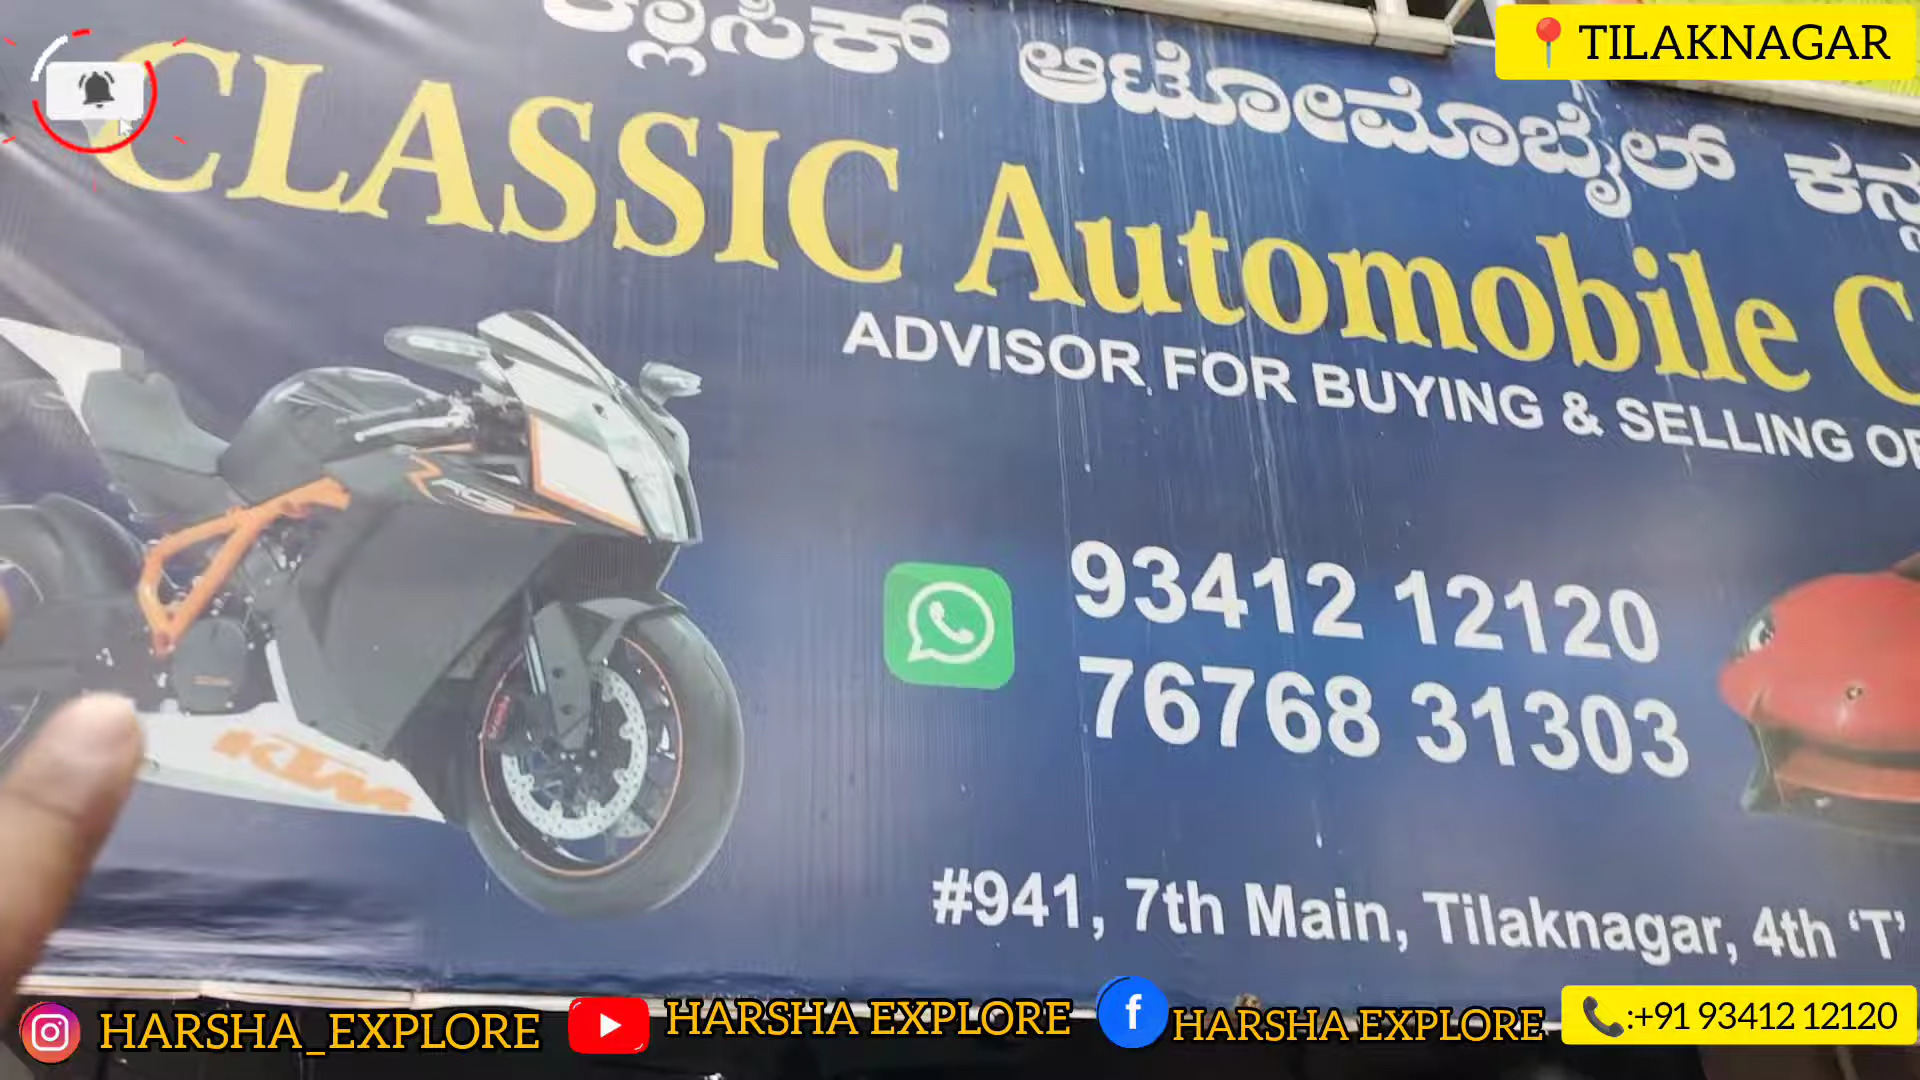 📍TILAKNAGAR
ಕ್ಲಾಸಿಕ್ ಆಟೋಮೊಬೈಲ್
CLASSIC Automobile C
ADVISOR FOR BUYING & SELLING OF
93412 12120
76768 31303
KTM
#941, 7th Main, Tilaknagar, 4th ‘T’
HARSHA_EXPLORE
HARSHA EXPLORE
HARSHA EXPLORE
📞:+91 93412 12120